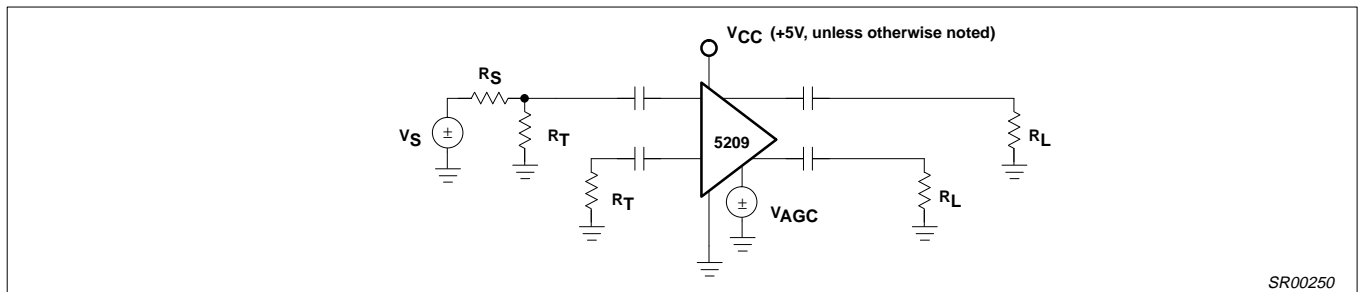 VCC (+5V, unless otherwise noted)
RS
VS
±
RT
5209
RL
RT
±
VAGC
RL
SR00250